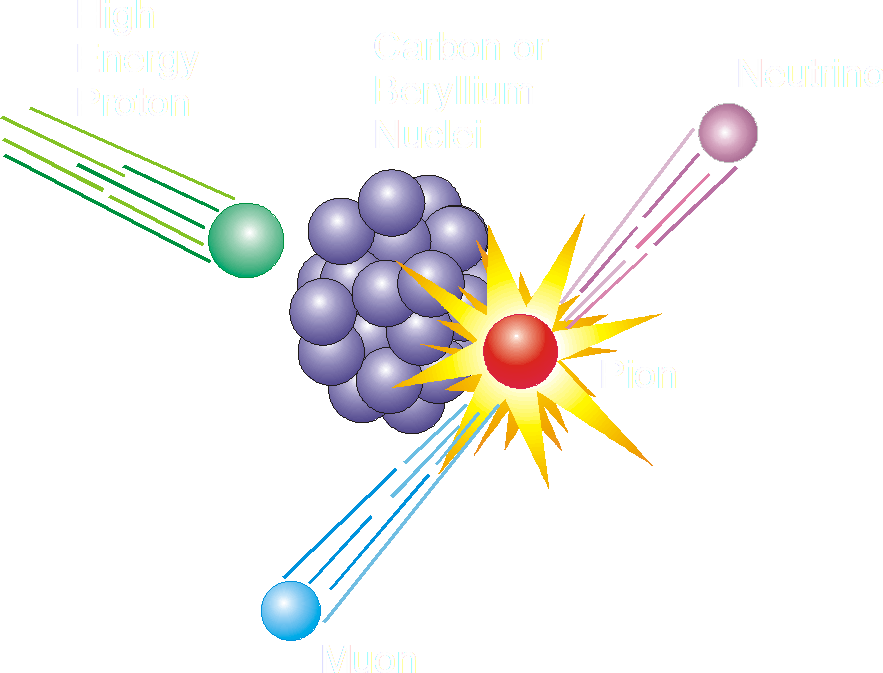 High
Energy
Proton
Carbon or
Beryllium
Nuclei
Neutrino
Pion
Muon